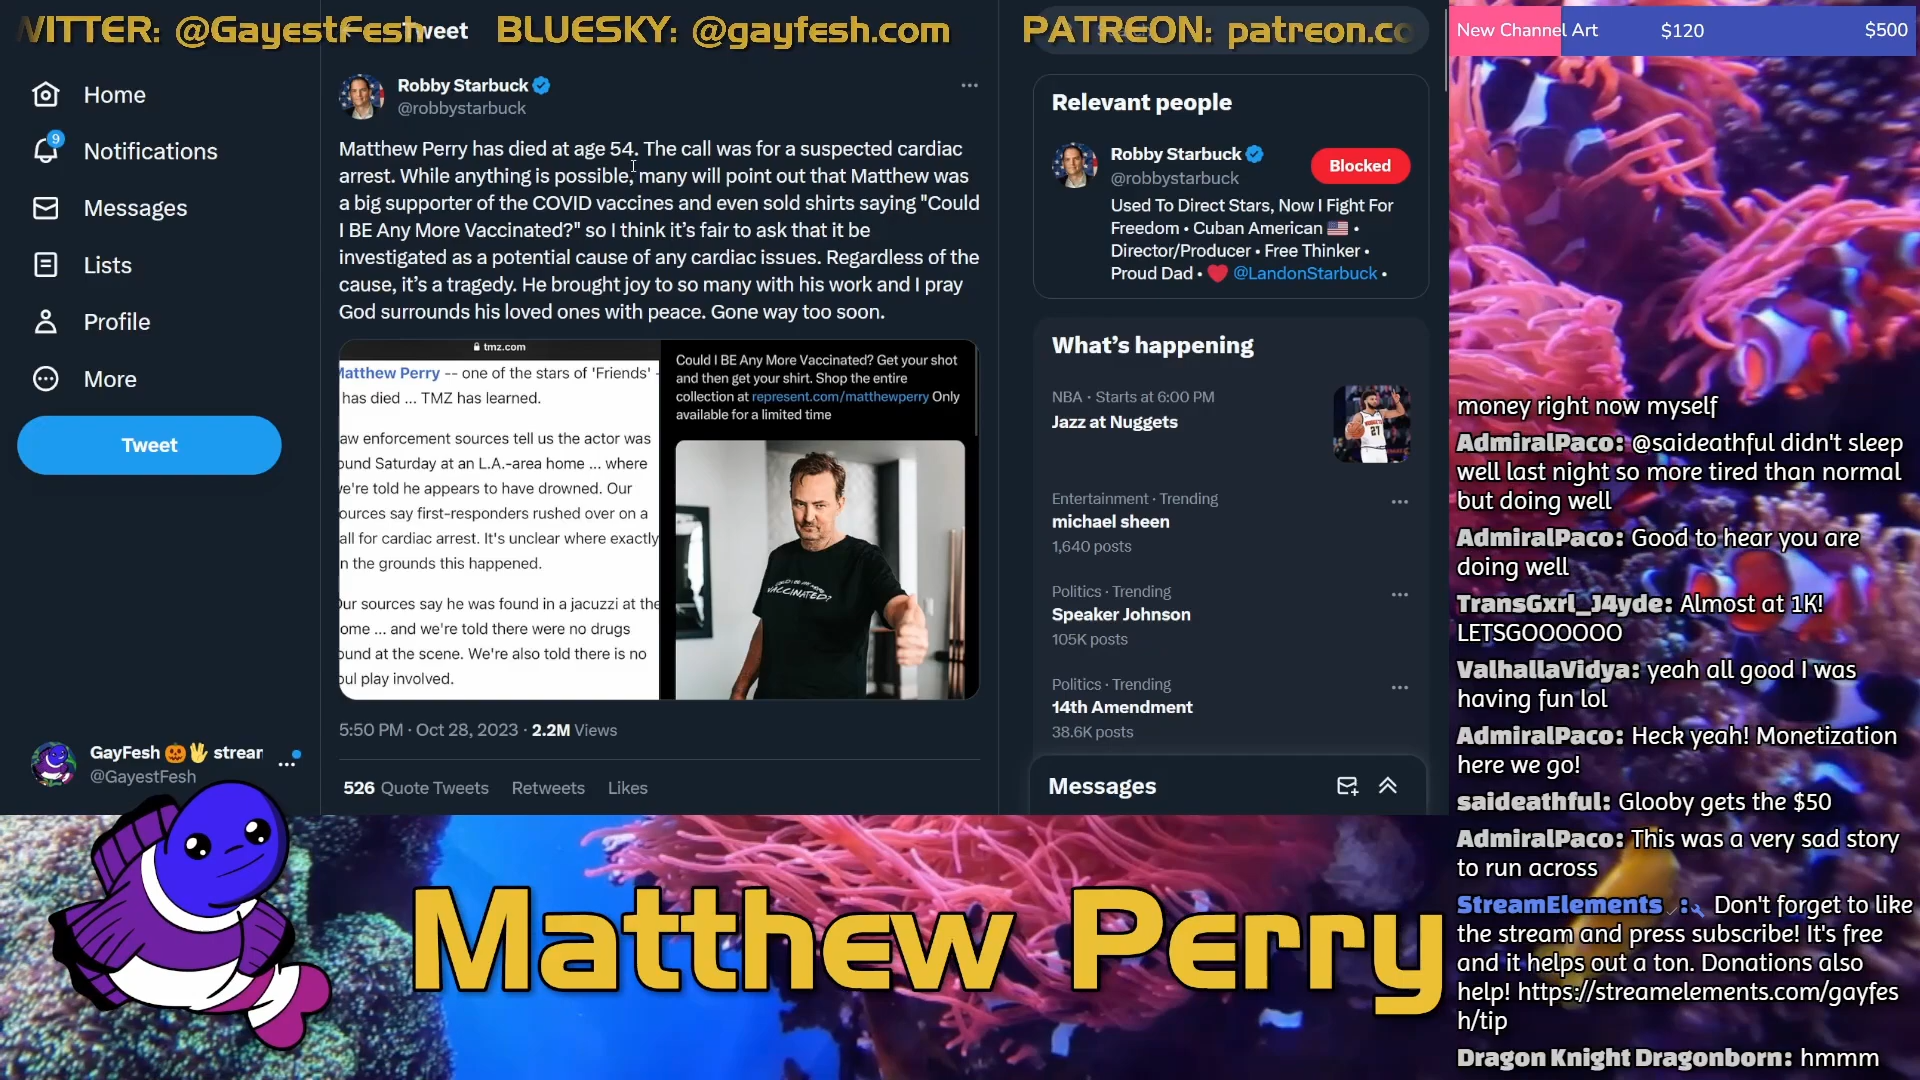 WITTER: @GayestFesh BLUESKY: @gayfesh.com PATREON: patreon.co
Tweet
Home
9
Notifications
Messages
Lists
Profile
More
Tweet
GayFesh 🎃🖖 strear
@GayestFesh
Robby Starbuck
@robbystarbuck
Matthew Perry has died at age 54. The call was for a suspected cardiac
arrest. While anything is possible, many will point out that Matthew was
a big supporter of the COVID vaccines and even sold shirts saying "Could
I BE Any More Vaccinated?" so I think it's fair to ask that it be
investigated as a potential cause of any cardiac issues. Regardless of the
cause, it's a tragedy. He brought joy to so many with his work and I pray
God surrounds his loved ones with peace. Gone way too soon.
tmz.com
Matthew Perry -- one of the stars of 'Friends' -
has died ... TMZ has learned.
aw enforcement sources tell us the actor was
ound Saturday at an L.A.-area home ... where
we're told he appears to have drowned. Our
ources say first-responders rushed over on a
all for cardiac arrest. It's unclear where exactly
n the grounds this happened.
Our sources say he was found in a jacuzzi at the
ome ... and we're told there were no drugs
ound at the scene. We're also told there is no
oul play involved.
Could I BE Any More Vaccinated? Get your shot
and then get your shirt. Shop the entire
collection at represent.com/matthewperry Only
available for a limited time
COULD I BE ANY MORE
VACCINATED?
5:50 PM · Oct 28, 2023 · 2.2M Views
526 Quote Tweets Retweets Likes
Relevant people
Robby Starbuck
@robbystarbuck
Blocked
Used To Direct Stars, Now I Fight For
Freedom • Cuban American 🇺🇸 •
Director/Producer • Free Thinker •
Proud Dad • ❤️ @LandonStarbuck •
What's happening
NBA · Starts at 6:00 PM
Jazz at Nuggets
27
Entertainment · Trending
michael sheen
1,640 posts
Politics · Trending
Speaker Johnson
105K posts
Politics · Trending
14th Amendment
38.6K posts
Messages
New Channel Art $120 $500
money right now myself
AdmiralPaco: @saideathful didn't sleep
well last night so more tired than normal
but doing well
AdmiralPaco: Good to hear you are
doing well
TransGxrl_J4yde: Almost at 1K!
LETSGOOOOOO
ValhallaVidya: yeah all good I was
having fun lol
AdmiralPaco: Heck yeah! Monetization
here we go!
saideathful: Glooby gets the $50
AdmiralPaco: This was a very sad story
to run across
StreamElements : Don't forget to like
the stream and press subscribe! It's free
and it helps out a ton. Donations also
help! https://streamelements.com/gayfes
h/tip
Dragon Knight Dragonborn: hmmm
Matthew Perry